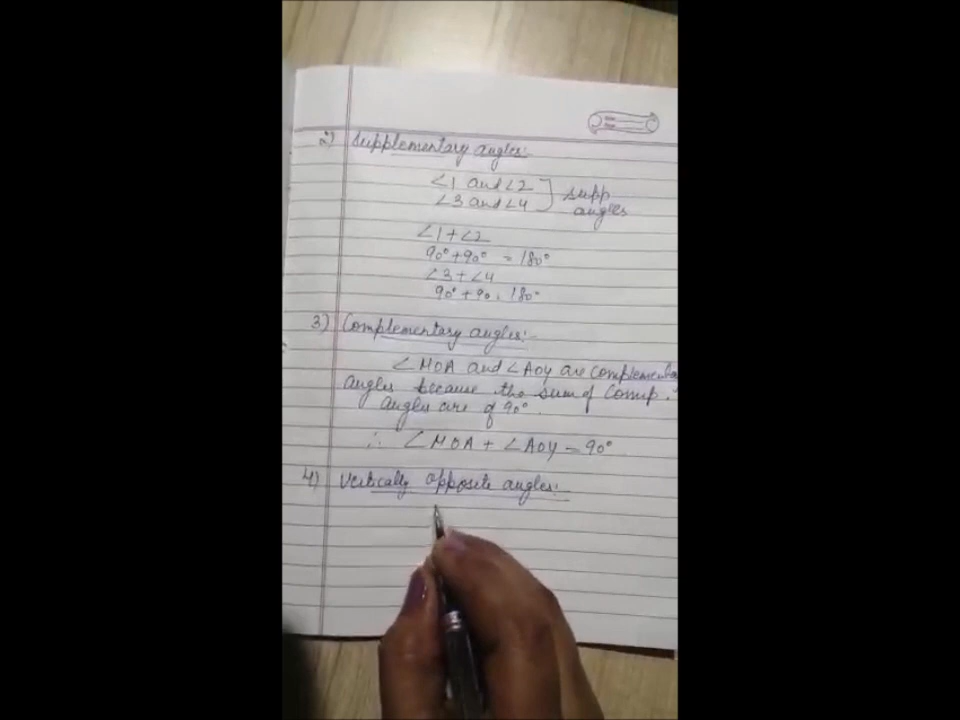 2) Supplementary angles:-
∠1 and ∠2
∠3 and ∠4
supp
angles
∠1 + ∠2
90° + 90° = 180°
∠3 + ∠4
90° + 90 = 180°
3) Complementary angles:-
∠MOA and ∠AOY are complementa
angles because the sum of Comp.
angles are of 90°.
∴ ∠MOA + ∠AOY = 90°
4) Vertically opposite angles:-